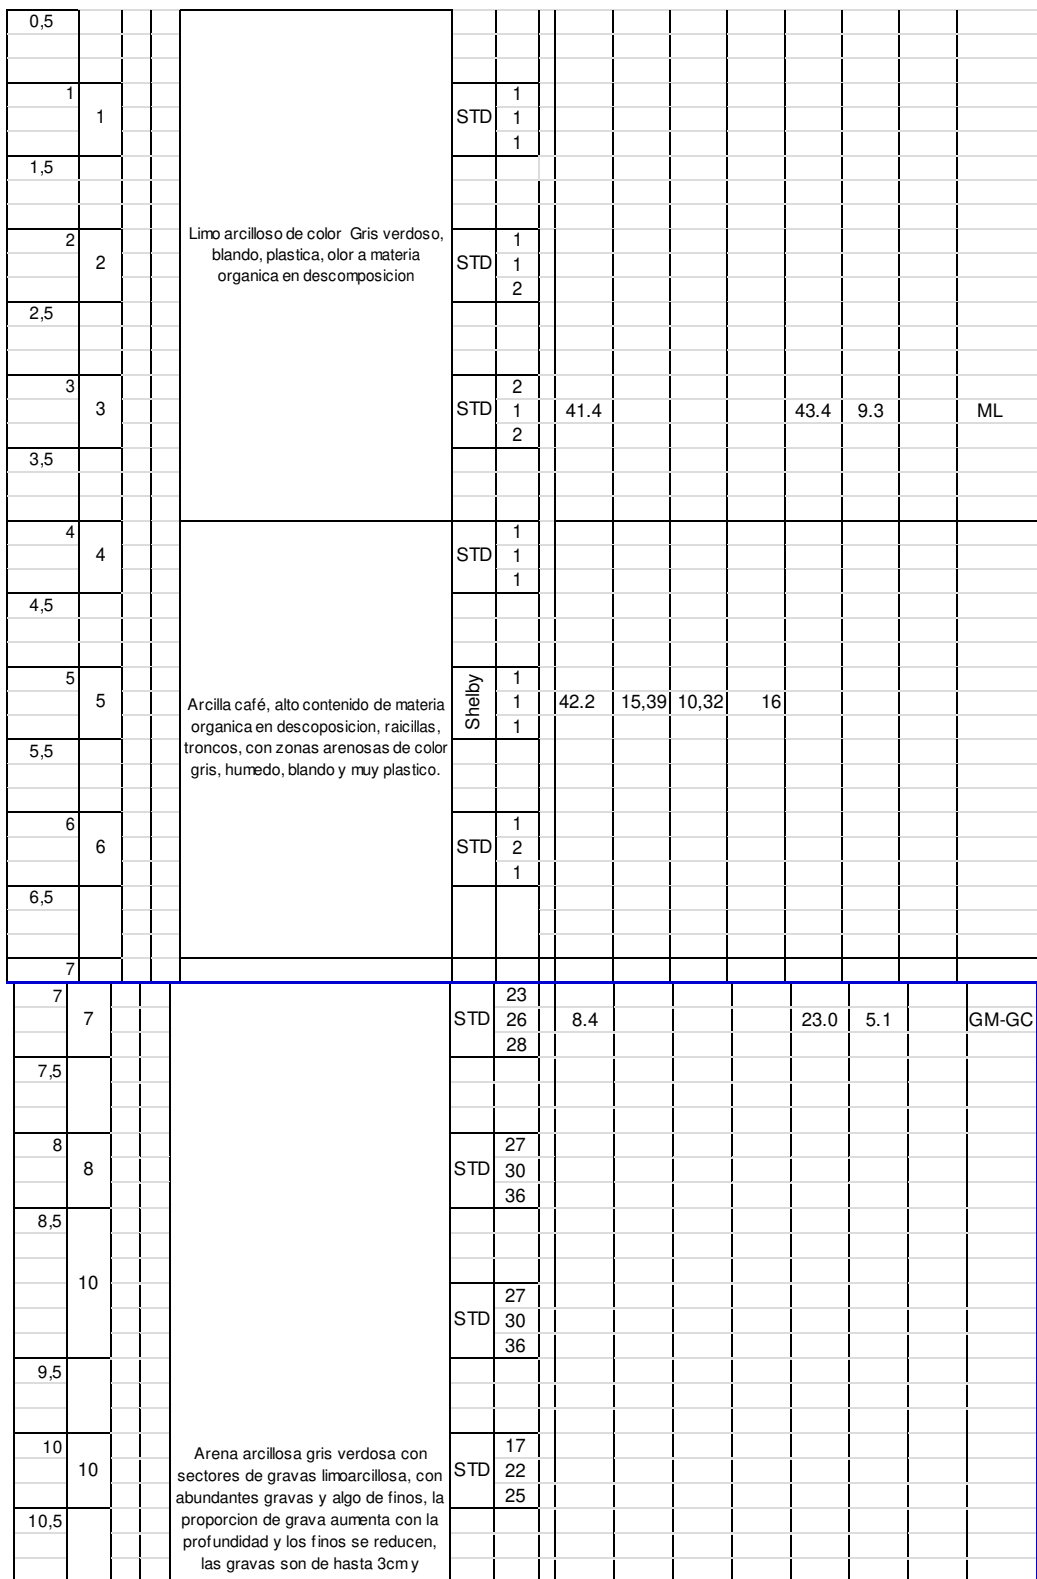 0,5
1 1 STD 1
1
1
1,5
Limo arcilloso de color Gris verdoso,
blando, plastica, olor a materia
organica en descomposicion
2 2 STD 1
1
2
2,5
3 3 STD 2
1 41.4 43.4 9.3 ML
2
3,5
4 4 STD 1
1
1
4,5
5 5 Shelby 1
1 42.2 15,39 10,32 16
1
Arcilla café, alto contenido de materia
organica en descoposicion, raicillas,
troncos, con zonas arenosas de color
gris, humedo, blando y muy plastico.
5,5
6 6 STD 1
2
1
6,5
7
7 7 STD 23
26 8.4 23.0 5.1 GM-GC
28
7,5
8 8 STD 27
30
36
8,5
10
STD 27
30
36
9,5
10 10 STD 17
22
25
Arena arcillosa gris verdosa con
sectores de gravas limoarcillosa, con
abundantes gravas y algo de finos, la
proporcion de grava aumenta con la
profundidad y los finos se reducen,
las gravas son de hasta 3cm y
10,5